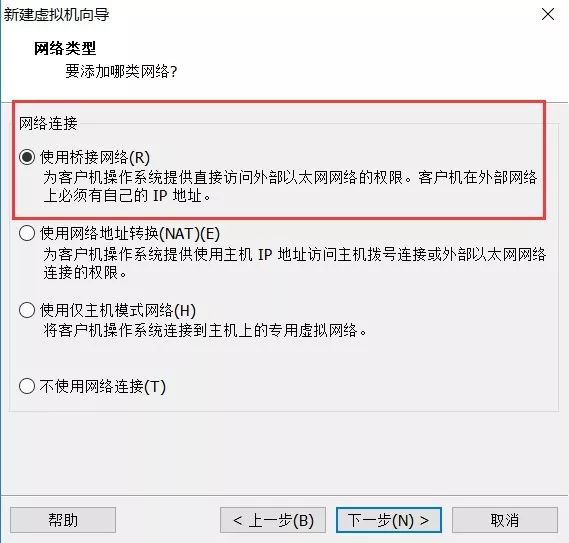 新建虚拟机向导
网络类型
要添加哪类网络?
网络连接
使用桥接网络(R)
为客户机操作系统提供直接访问外部以太网网络的权限。客户机在外部网络
上必须有自己的 IP 地址。
使用网络地址转换(NAT)(E)
为客户机操作系统提供使用主机 IP 地址访问主机拨号连接或外部以太网网络
连接的权限。
使用仅主机模式网络(H)
将客户机操作系统连接到主机上的专用虚拟网络。
不使用网络连接(T)
帮助
< 上一步(B)
下一步(N) >
取消